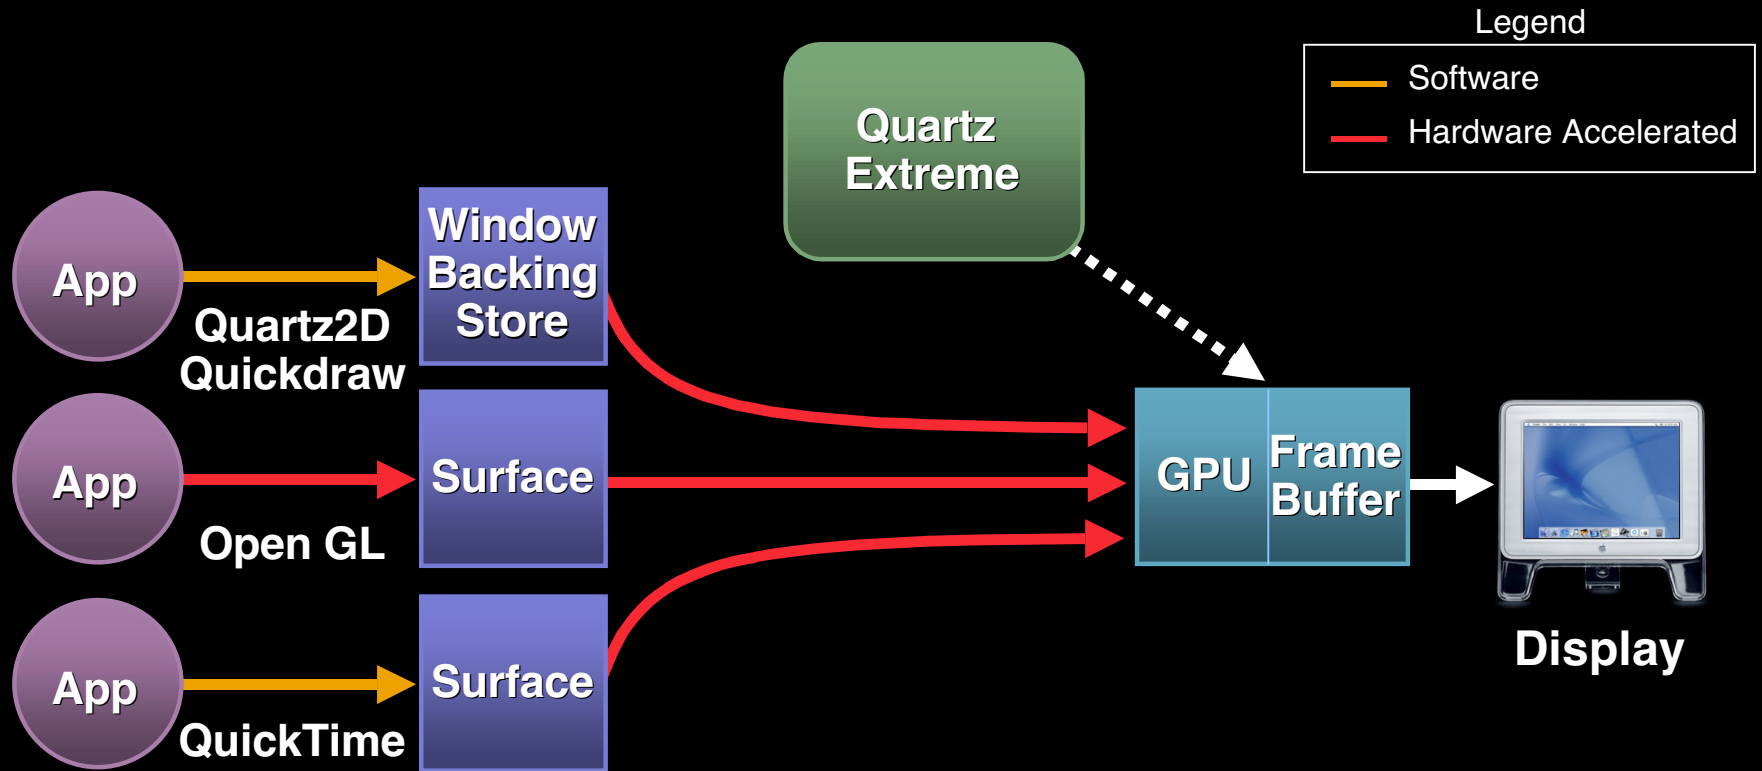 Legend
Software
Hardware Accelerated
Quartz
Extreme
App
Quartz2D
Quickdraw
Window
Backing
Store
App
Open GL
Surface
App
QuickTime
Surface
GPU
Frame
Buffer
Display